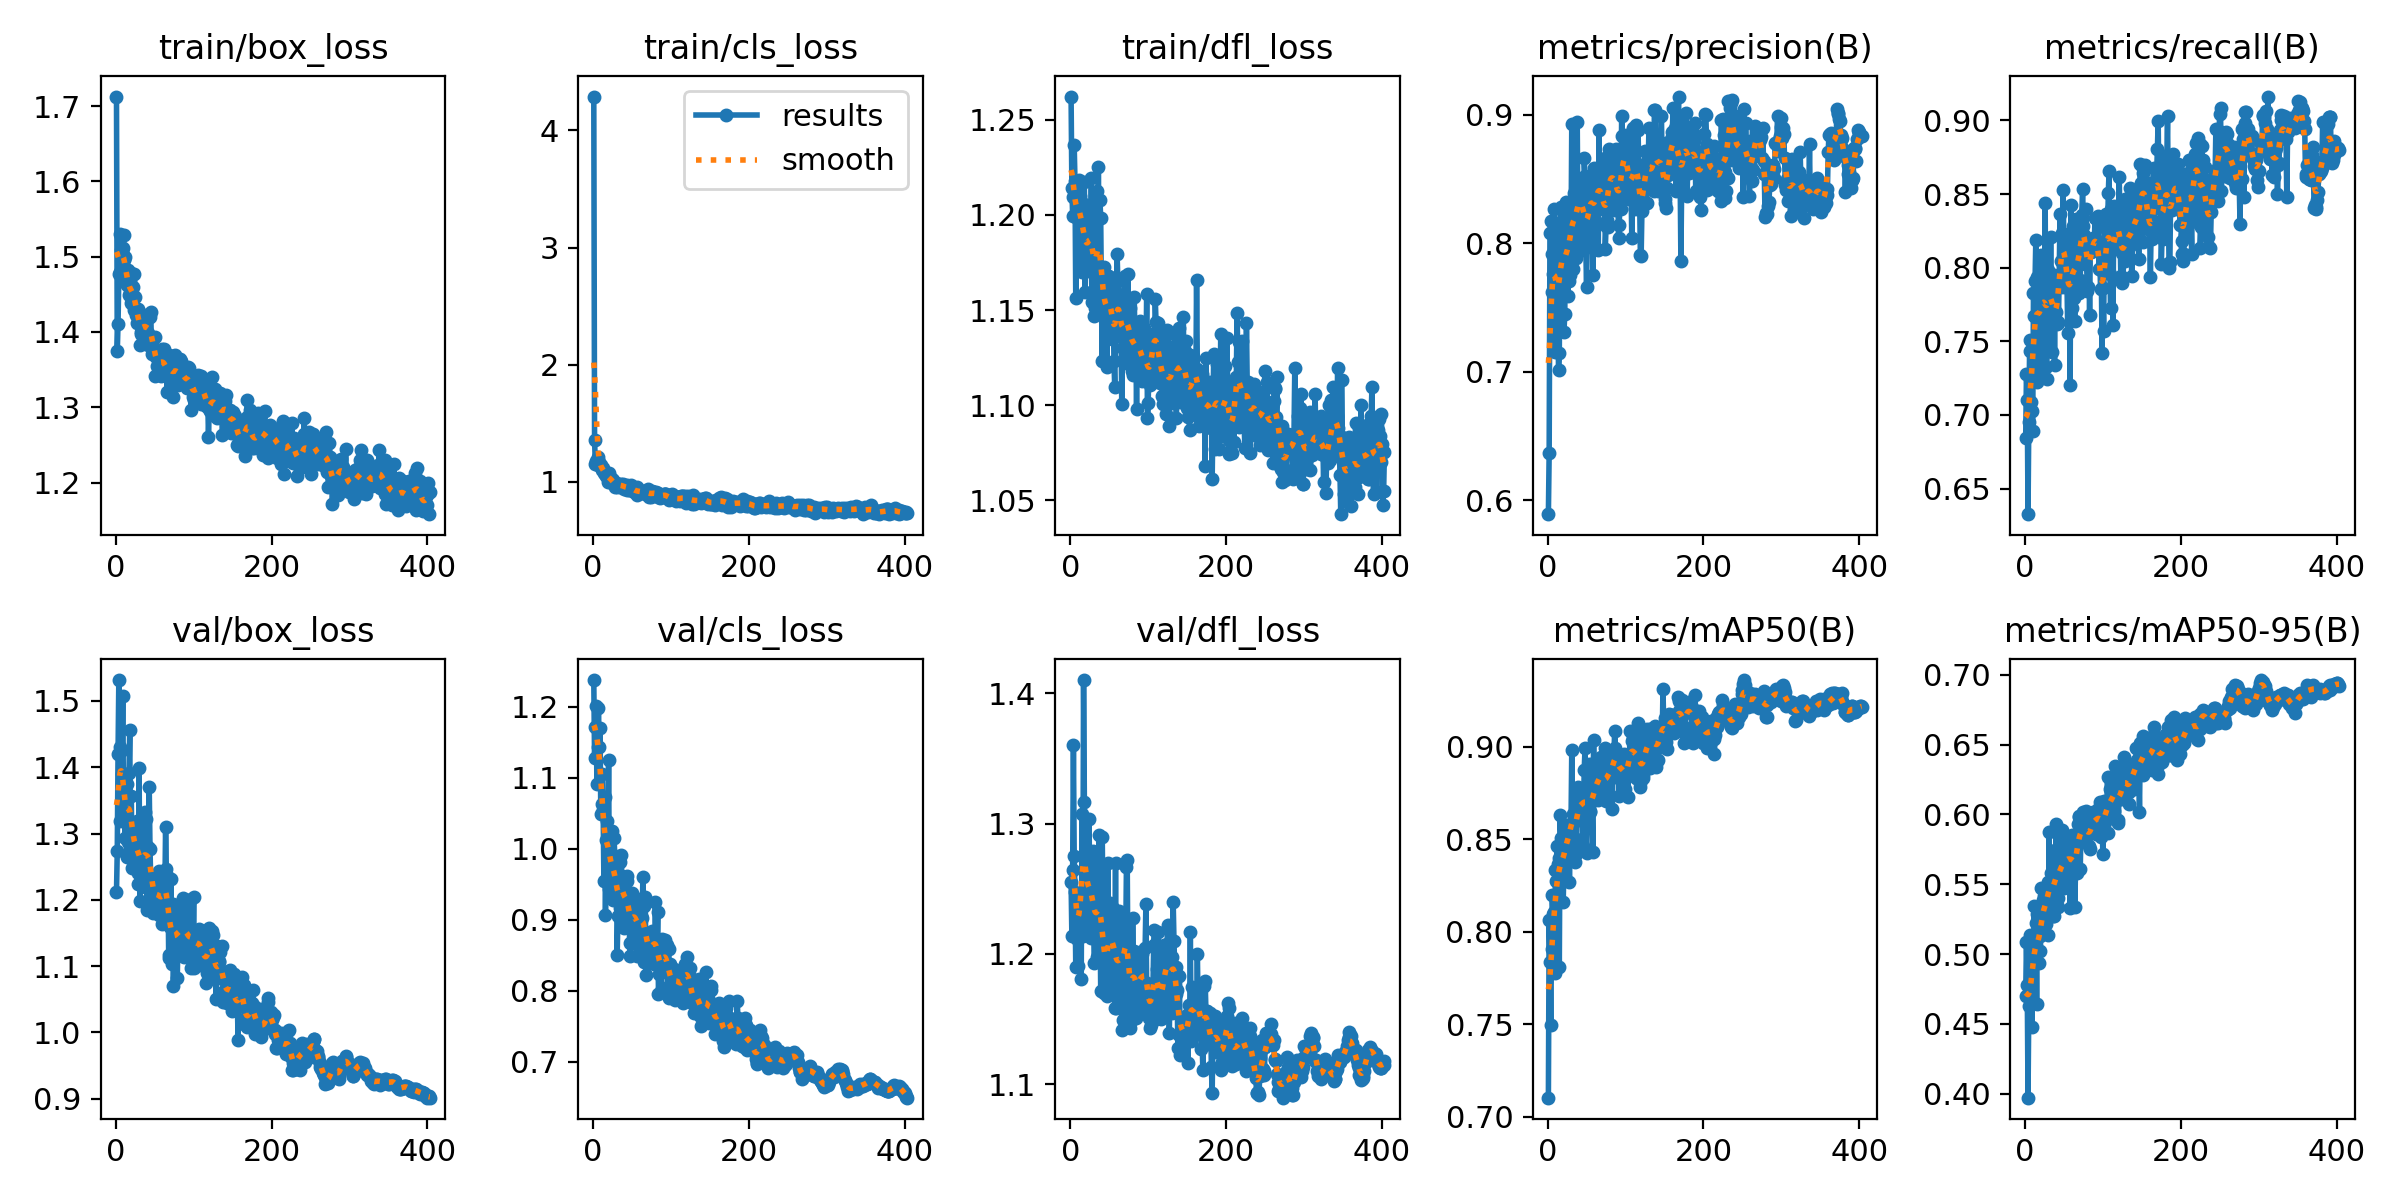 train/box_loss
1.7
1.6
1.5
1.4
1.3
1.2
0 200 400
train/cls_loss
results
smooth
4
3
2
1
0 200 400
train/dfl_loss
1.25
1.20
1.15
1.10
1.05
0 200 400
metrics/precision(B)
0.9
0.8
0.7
0.6
0 200 400
metrics/recall(B)
0.90
0.85
0.80
0.75
0.70
0.65
0 200 400
val/box_loss
1.5
1.4
1.3
1.2
1.1
1.0
0.9
0 200 400
val/cls_loss
1.2
1.1
1.0
0.9
0.8
0.7
0 200 400
val/dfl_loss
1.4
1.3
1.2
1.1
0 200 400
metrics/mAP50(B)
0.90
0.85
0.80
0.75
0.70
0 200 400
metrics/mAP50-95(B)
0.70
0.65
0.60
0.55
0.50
0.45
0.40
0 200 400